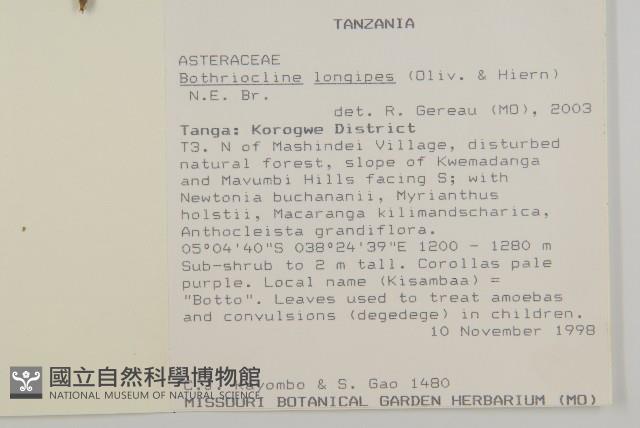 TANZANIA
ASTERACEAE
Bothriocline longipes (Oliv. & Hiern)
N.E. Br.
det. R. Gereau (MO), 2003
Tanga: Korogwe District
T3. N of Mashindei Village, disturbed
natural forest, slope of Kwemadanga
and Mavumbi Hills facing S; with
Newtonia buchananii, Myrianthus
holstii, Macaranga kilimandscharica,
Anthocleista grandiflora.
05°04'40"S 038°24'39"E 1200 - 1280 m
Sub-shrub to 2 m tall. Corollas pale
purple. Local name (Kisambaa) =
"Botto". Leaves used to treat amoebas
and convulsions (degedege) in children.
10 November 1998
國立自然科學博物館
NATIONAL MUSEUM OF NATURAL SCIENCE
Kayombo & S. Gao 1480
MISSOURI BOTANICAL GARDEN HERBARIUM (MO)